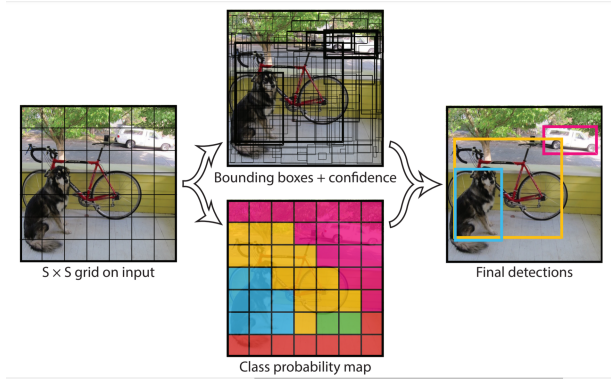 Bounding boxes + confidence
S × S grid on input
Final detections
Class probability map